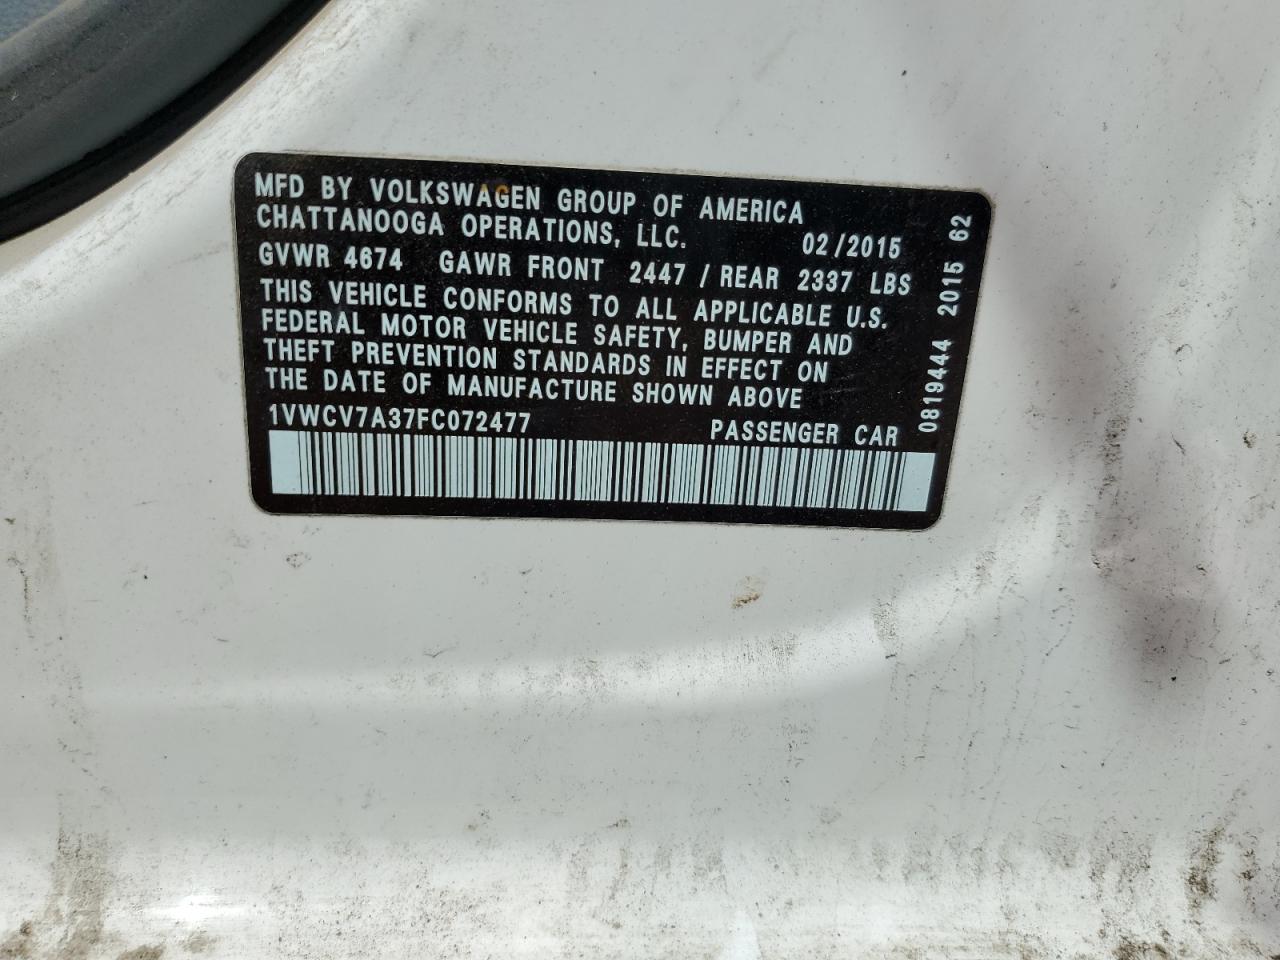 MFD BY VOLKSWAGEN GROUP OF AMERICA
CHATTANOOGA OPERATIONS, LLC. 02/2015
GVWR 4674 GAWR FRONT 2447 / REAR 2337 LBS
THIS VEHICLE CONFORMS TO ALL APPLICABLE U.S.
FEDERAL MOTOR VEHICLE SAFETY, BUMPER AND
THEFT PREVENTION STANDARDS IN EFFECT ON
THE DATE OF MANUFACTURE SHOWN ABOVE
1VWCV7A37FC072477 PASSENGER CAR
0819444 2015 62